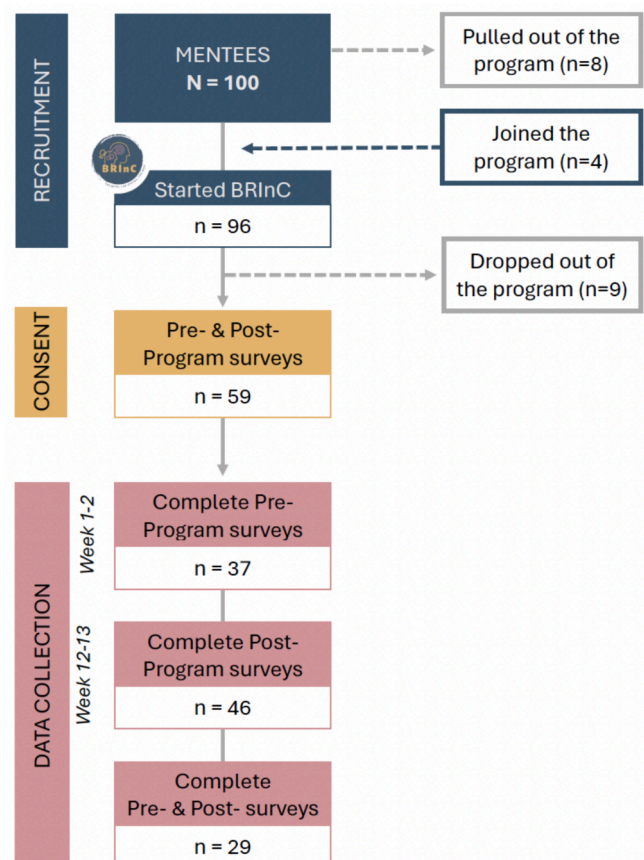 RECRUITMENT
MENTEES
N = 100
Pulled out of the
program (n=8)
Joined the
program (n=4)
BRInC
Started BRInC
n = 96
Dropped out of
the program (n=9)
CONSENT
Pre- & Post-
Program surveys
n = 59
DATA COLLECTION
Week 1-2
Complete Pre-
Program surveys
n = 37
Week 12-13
Complete Post-
Program surveys
n = 46
Complete
Pre- & Post- surveys
n = 29